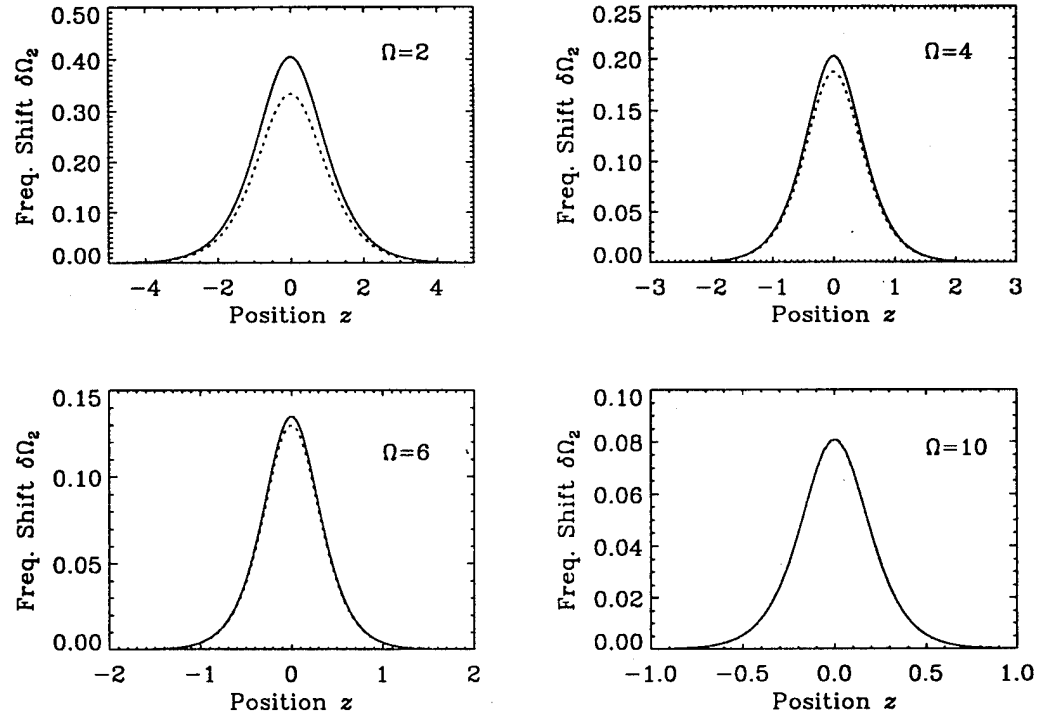 Freq. Shift δΩ₂
0.50
0.40
0.30
0.20
0.10
0.00
Ω=2
−4 −2 0 2 4
Position z
Freq. Shift δΩ₂
0.25
0.20
0.15
0.10
0.05
0.00
Ω=4
−3 −2 −1 0 1 2 3
Position z
Freq. Shift δΩ₂
0.15
0.10
0.05
0.00
Ω=6
−2 −1 0 1 2
Position z
Freq. Shift δΩ₂
0.10
0.08
0.06
0.04
0.02
0.00
Ω=10
−1.0 −0.5 0.0 0.5 1.0
Position z